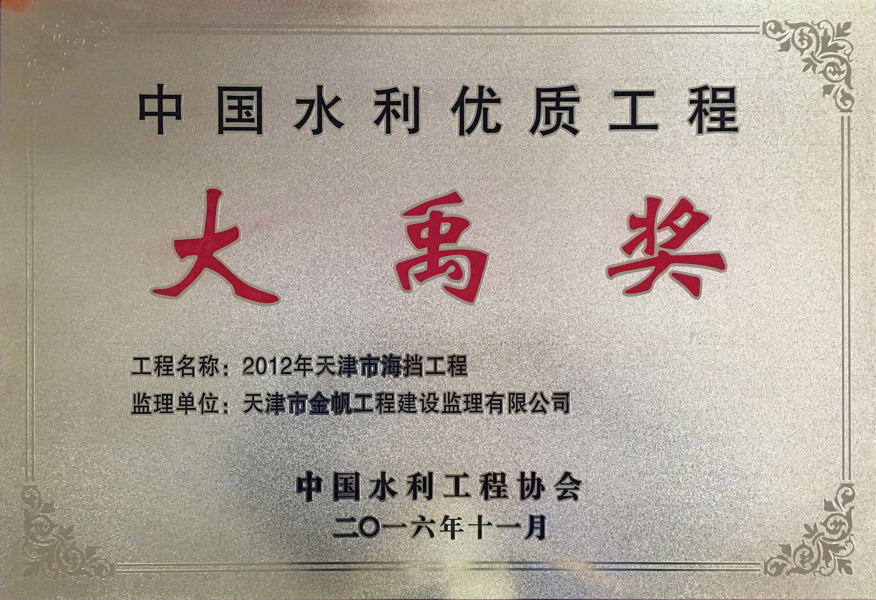 中国水利优质工程
大禹奖
工程名称：2012年天津市海挡工程
监理单位：天津市金帆工程建设监理有限公司
中国水利工程协会
二〇一六年十一月